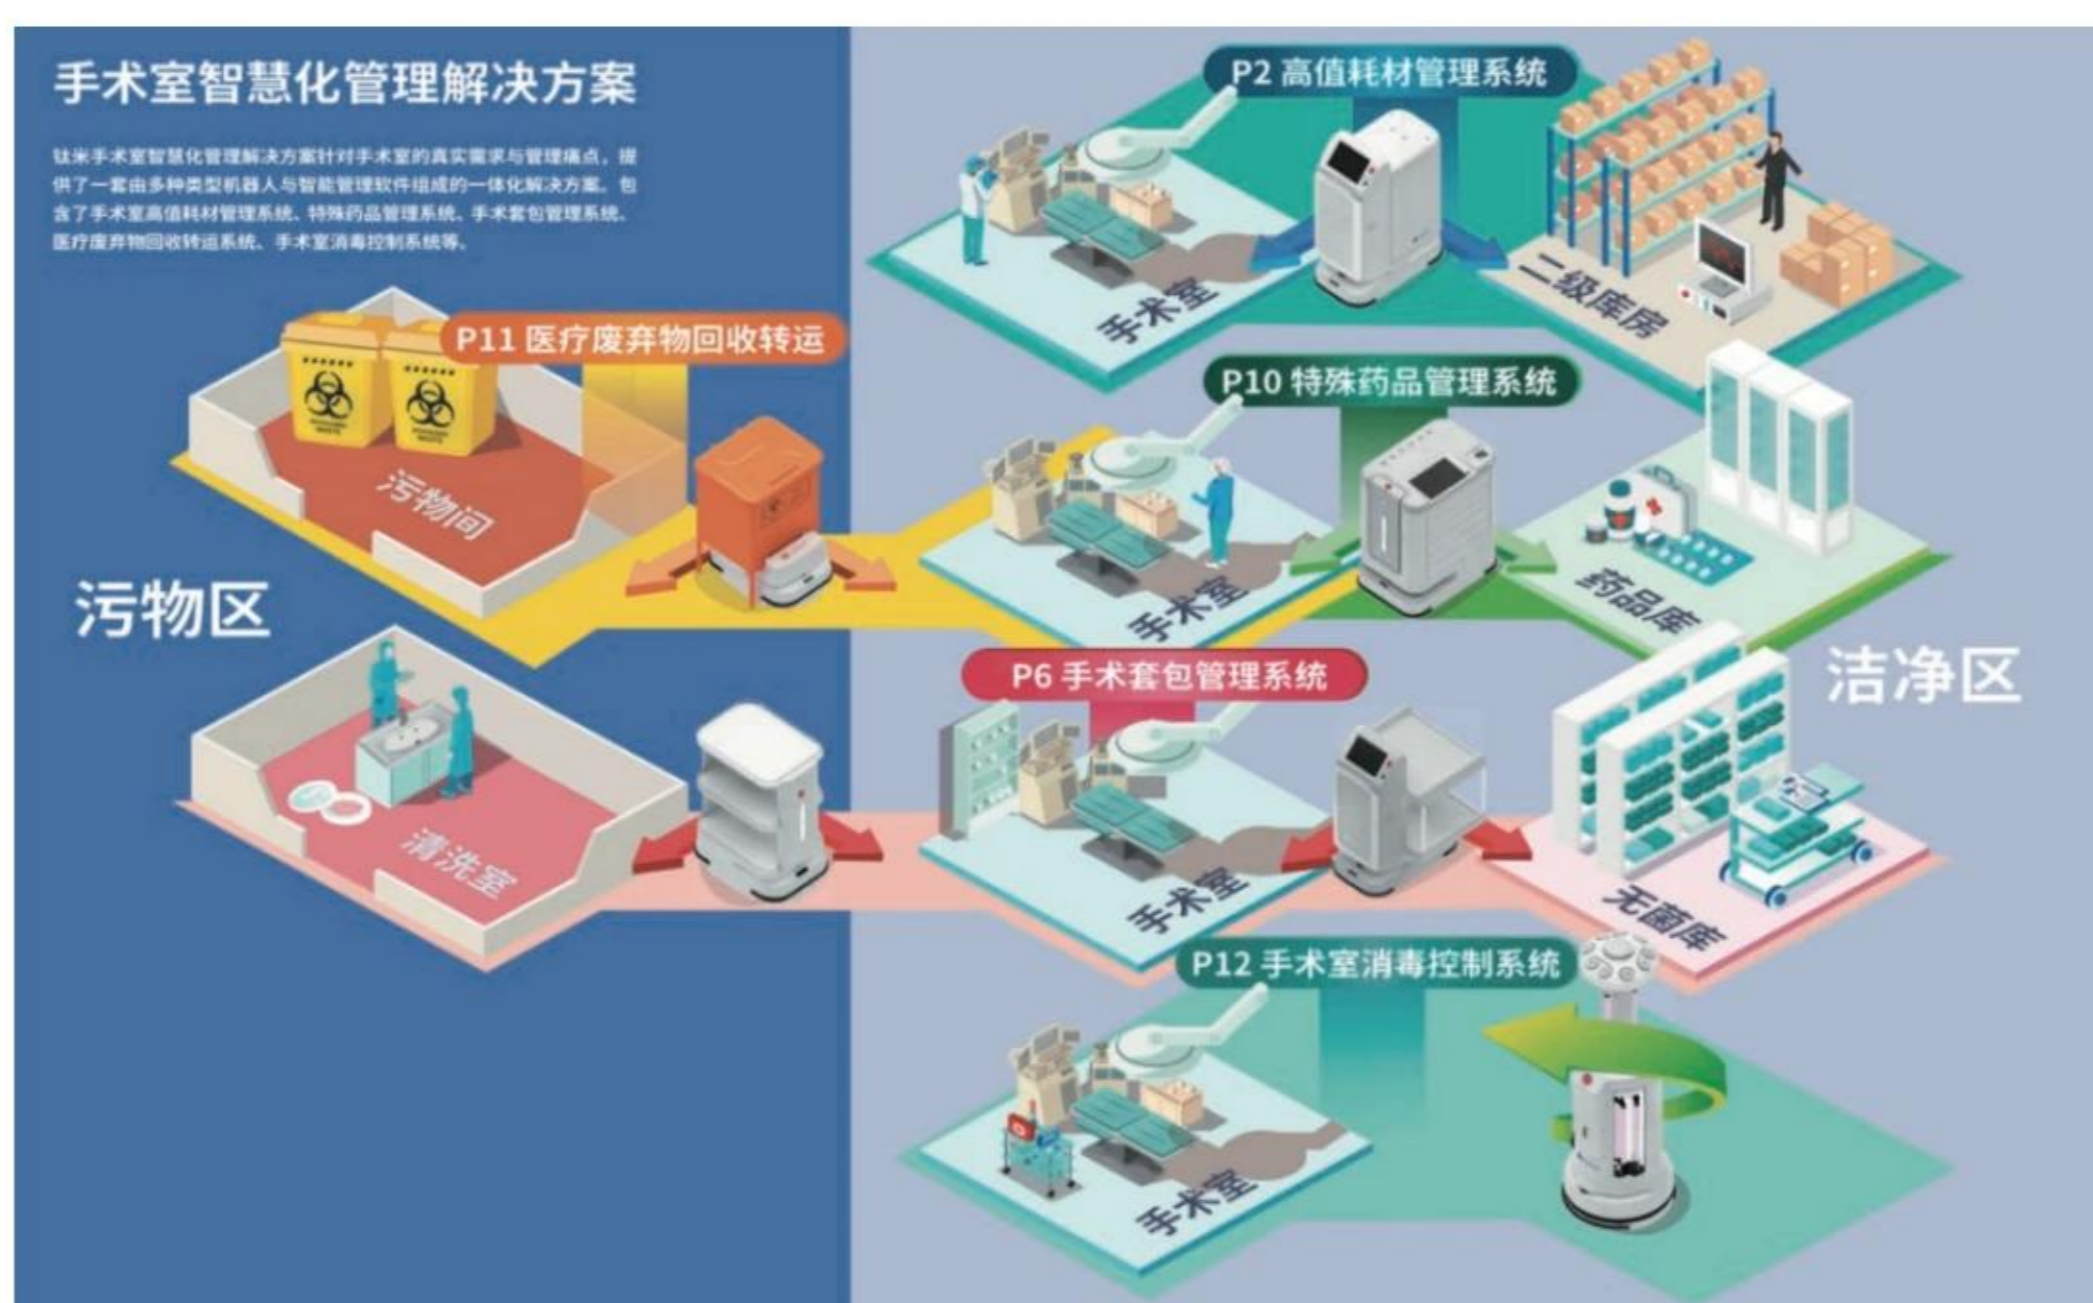 手术室智慧化管理解决方案
钛米手术室智慧化管理解决方案针对手术室的真实需求与管理痛点，提
供了一套由多种类型机器人与智能管理软件组成的一体化解决方案。包
含了手术室高值耗材管理系统、特殊药品管理系统、手术套包管理系统、
医疗废弃物回收转运系统、手术室消毒控制系统等。
P2 高值耗材管理系统
手术室
二级库房
P11 医疗废弃物回收转运
污物间
P10 特殊药品管理系统
手术室
药品库
污物区
洁净区
P6 手术套包管理系统
清洗室
手术室
无菌库
P12 手术室消毒控制系统
手术室